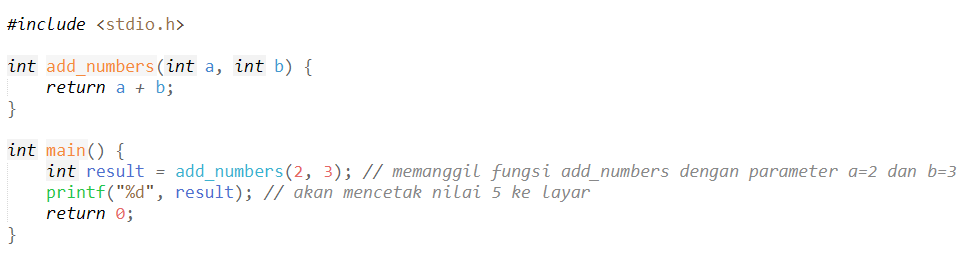 #include <stdio.h>
int add_numbers(int a, int b) {
return a + b;
}
int main() {
int result = add_numbers(2, 3); // memanggil fungsi add_numbers dengan parameter a=2 dan b=3
printf("%d", result); // akan mencetak nilai 5 ke layar
return 0;
}